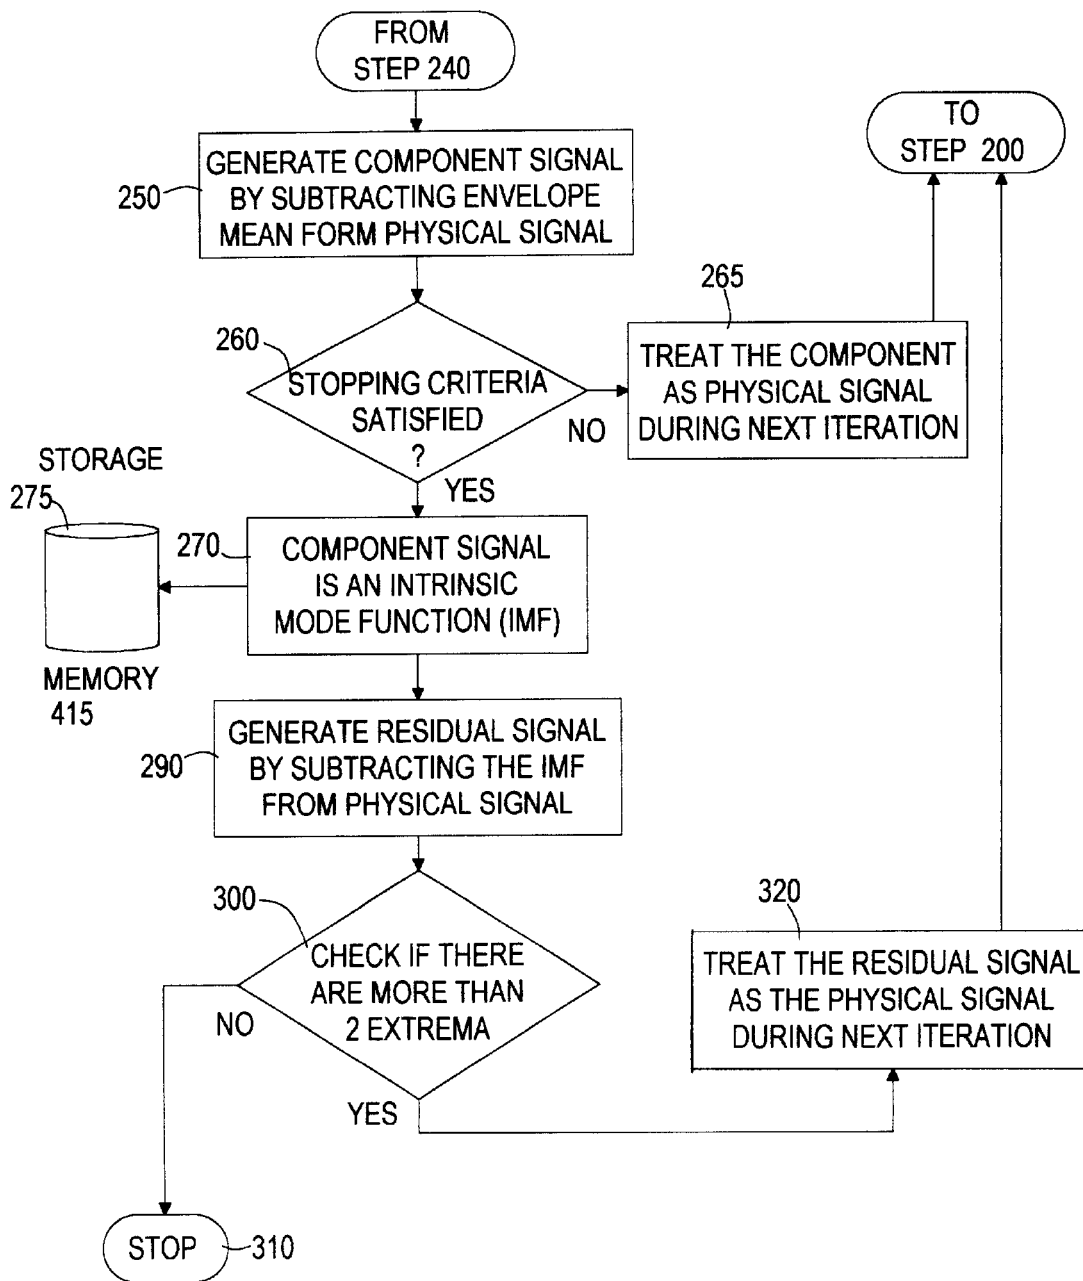 FROM
STEP 240
TO
STEP 200
250
GENERATE COMPONENT SIGNAL
BY SUBTRACTING ENVELOPE
MEAN FORM PHYSICAL SIGNAL
260
STOPPING CRITERIA
SATISFIED
?
NO
YES
265
TREAT THE COMPONENT
AS PHYSICAL SIGNAL
DURING NEXT ITERATION
STORAGE
275
MEMORY
415
270
COMPONENT SIGNAL
IS AN INTRINSIC
MODE FUNCTION (IMF)
290
GENERATE RESIDUAL SIGNAL
BY SUBTRACTING THE IMF
FROM PHYSICAL SIGNAL
300
CHECK IF THERE
ARE MORE THAN
2 EXTREMA
NO
YES
320
TREAT THE RESIDUAL SIGNAL
AS THE PHYSICAL SIGNAL
DURING NEXT ITERATION
STOP
310